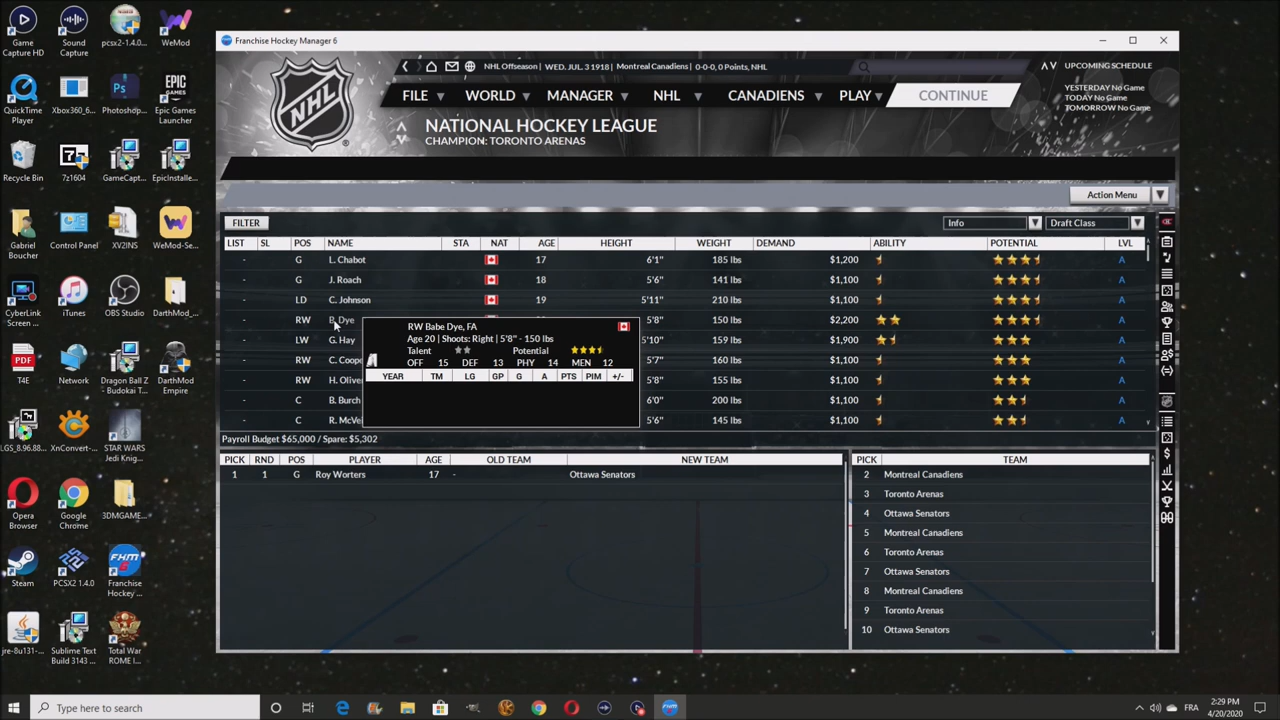 Game Capture HD
Sound Capture
pcsx2-1.4.0...
WeMod
QuickTime Player
Xbox360_6...
Photoshop...
Epic Games Launcher
Recycle Bin
7z1604
GameCapt...
EpicInstalle...
Gabriel Boucher
Control Panel
XV2INS
WeMod-Se...
CyberLink Screen ...
iTunes
OBS Studio
DarthMod_...
T4E
Network
Dragon Ball Z - Budokai T...
DarthMod Empire
LGS_8.96.88...
XnConvert-...
STAR WARS Jedi Knig...
Opera Browser
Google Chrome
3DMGAME...
Steam
PCSX2 1.4.0
Franchise Hockey ...
jre-8u131-...
Sublime Text Build 3143 ...
Total War ROME I...
Franchise Hockey Manager 6
NHL Offseason | WED. JUL. 3 1918 | Montreal Canadiens | 0-0-0, 0 Points, NHL
UPCOMING SCHEDULE
YESTERDAY No Game
TODAY No Game
TOMORROW No Game
FILE WORLD MANAGER NHL CANADIENS PLAY CONTINUE
NHL
NATIONAL HOCKEY LEAGUE
CHAMPION: TORONTO ARENAS
Action Menu
FILTER Info Draft Class
LIST SL POS NAME STA NAT AGE HEIGHT WEIGHT DEMAND ABILITY POTENTIAL LVL
- G L. Chabot 17 6'1" 185 lbs $1,200 A
- G J. Roach 18 5'6" 141 lbs $1,100 A
- LD C. Johnson 19 5'11" 210 lbs $1,100 A
- RW B. Dye 5'8" 150 lbs $2,200 A
- LW G. Hay 5'10" 159 lbs $1,900 A
- RW C. Coope 5'7" 160 lbs $1,100 A
- RW H. Olive 5'8" 155 lbs $1,100 A
- C B. Burch 6'0" 200 lbs $1,100 A
- C R. McVe 5'6" 145 lbs $1,100 A
RW Babe Dye, FA
Age 20 | Shoots: Right | 5'8" - 150 lbs
Talent Potential
OFF 15 DEF 13 PHY 14 MEN 12
YEAR TM LG GP G A PTS PIM +/-
Payroll Budget $65,000 / Spare: $5,302
PICK RND POS PLAYER AGE OLD TEAM NEW TEAM
1 1 G Roy Worters 17 - Ottawa Senators
PICK TEAM
2 Montreal Canadiens
3 Toronto Arenas
4 Ottawa Senators
5 Montreal Canadiens
6 Toronto Arenas
7 Ottawa Senators
8 Montreal Canadiens
9 Toronto Arenas
10 Ottawa Senators
Type here to search
FRA
2:29 PM
4/20/2020